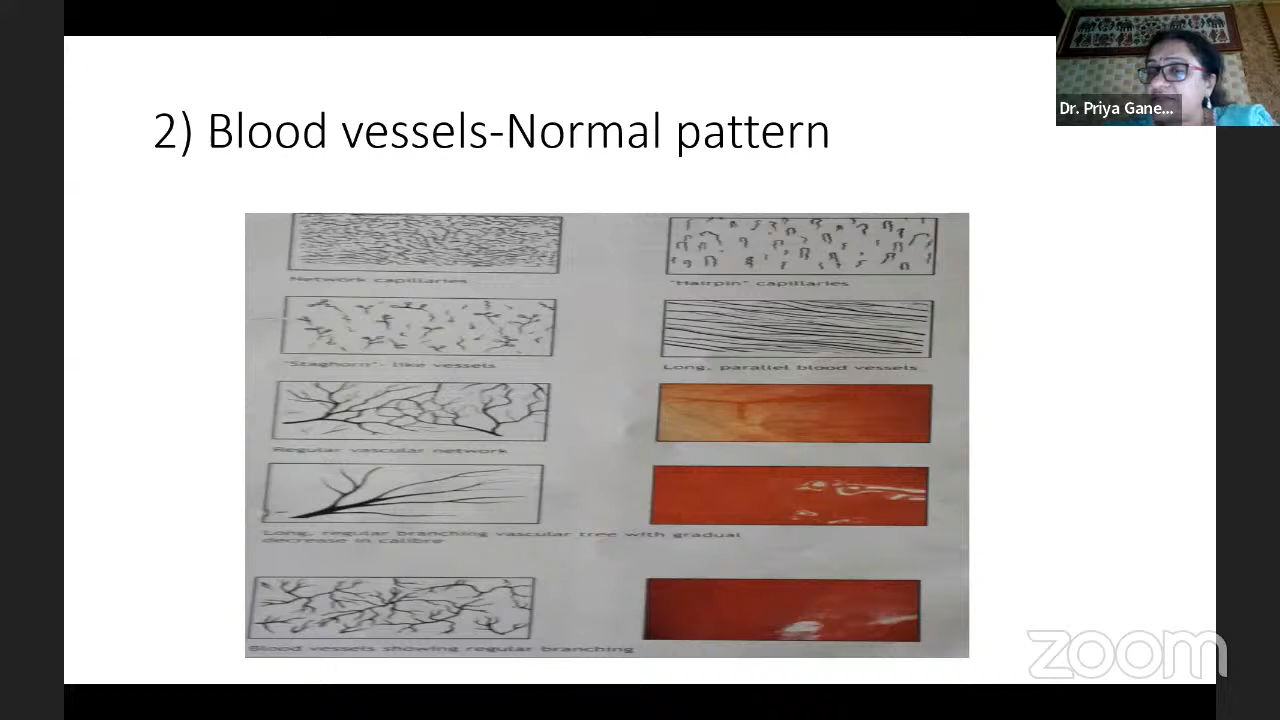 Dr. Priya Gane...
2) Blood vessels-Normal pattern
Network capillaries
"Hairpin" capillaries
"Staghorn"- like vessels
Long, parallel blood vessels
Regular vascular network
Long, regular branching vascular tree with gradual
decrease in calibre
Blood vessels showing regular branching
zoom